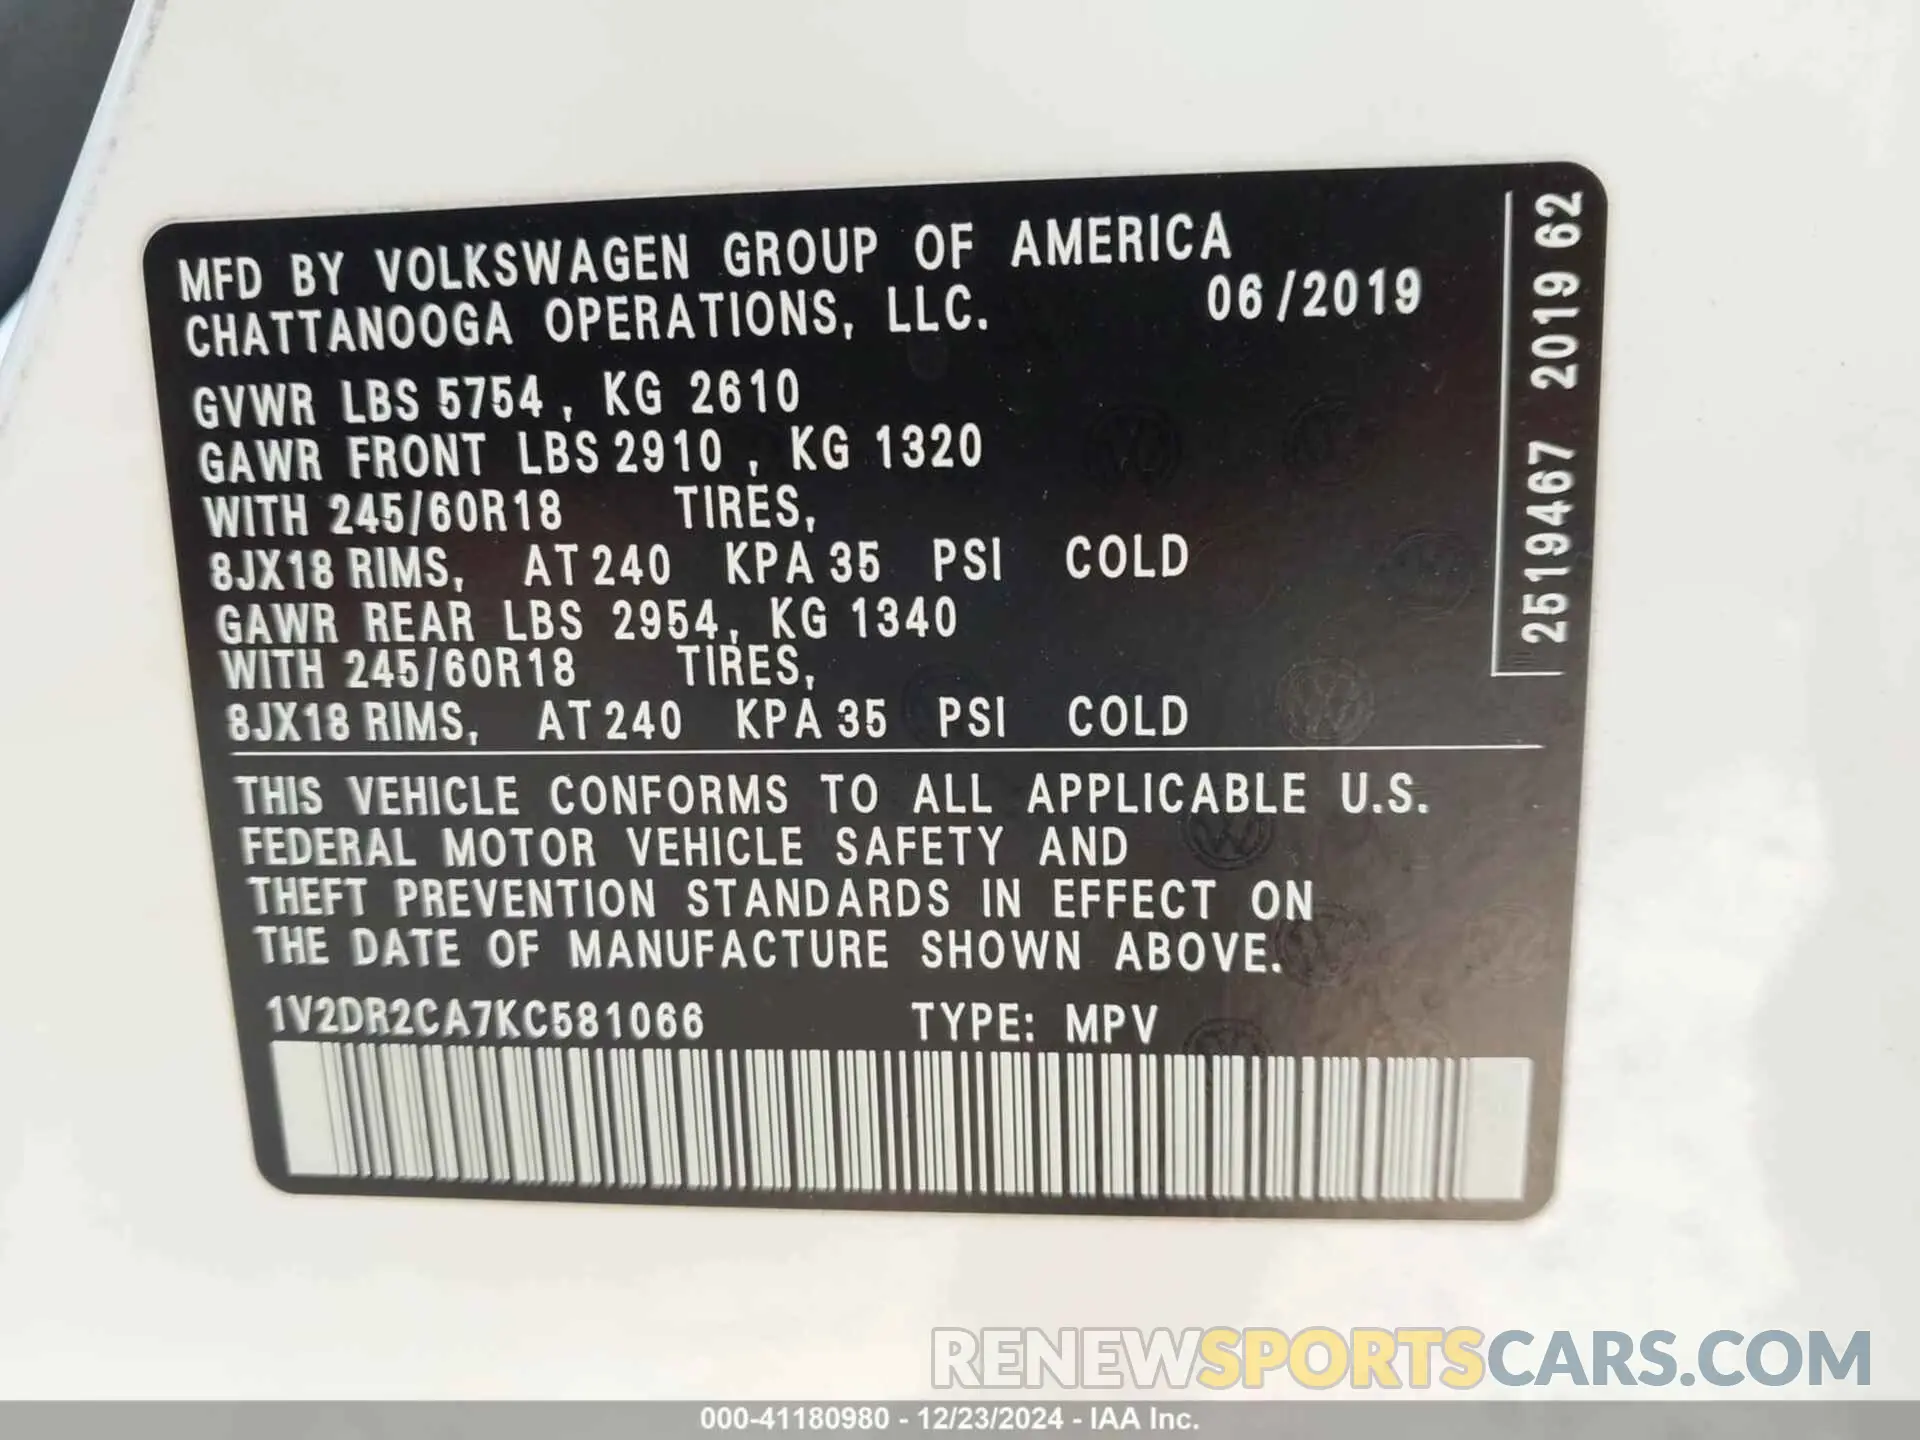 MFD BY VOLKSWAGEN GROUP OF AMERICA
CHATTANOOGA OPERATIONS, LLC. 06/2019
GVWR LBS 5754, KG 2610
GAWR FRONT LBS 2910, KG 1320
WITH 245/60R18 TIRES,
8JX18 RIMS, AT 240 KPA 35 PSI COLD
GAWR REAR LBS 2954, KG 1340
WITH 245/60R18 TIRES,
8JX18 RIMS, AT 240 KPA 35 PSI COLD
THIS VEHICLE CONFORMS TO ALL APPLICABLE U.S.
FEDERAL MOTOR VEHICLE SAFETY AND
THEFT PREVENTION STANDARDS IN EFFECT ON
THE DATE OF MANUFACTURE SHOWN ABOVE.
1V2DR2CA7KC581066 TYPE: MPV
2519467 2019 62
RENEWSPORTSCARS.COM
000-41180980 - 12/23/2024 - IAA Inc.